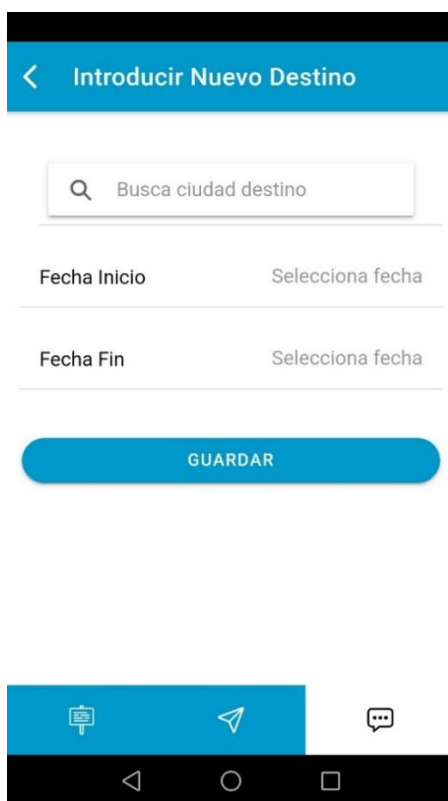 Introducir Nuevo Destino
Busca ciudad destino
Fecha Inicio Selecciona fecha
Fecha Fin Selecciona fecha
GUARDAR